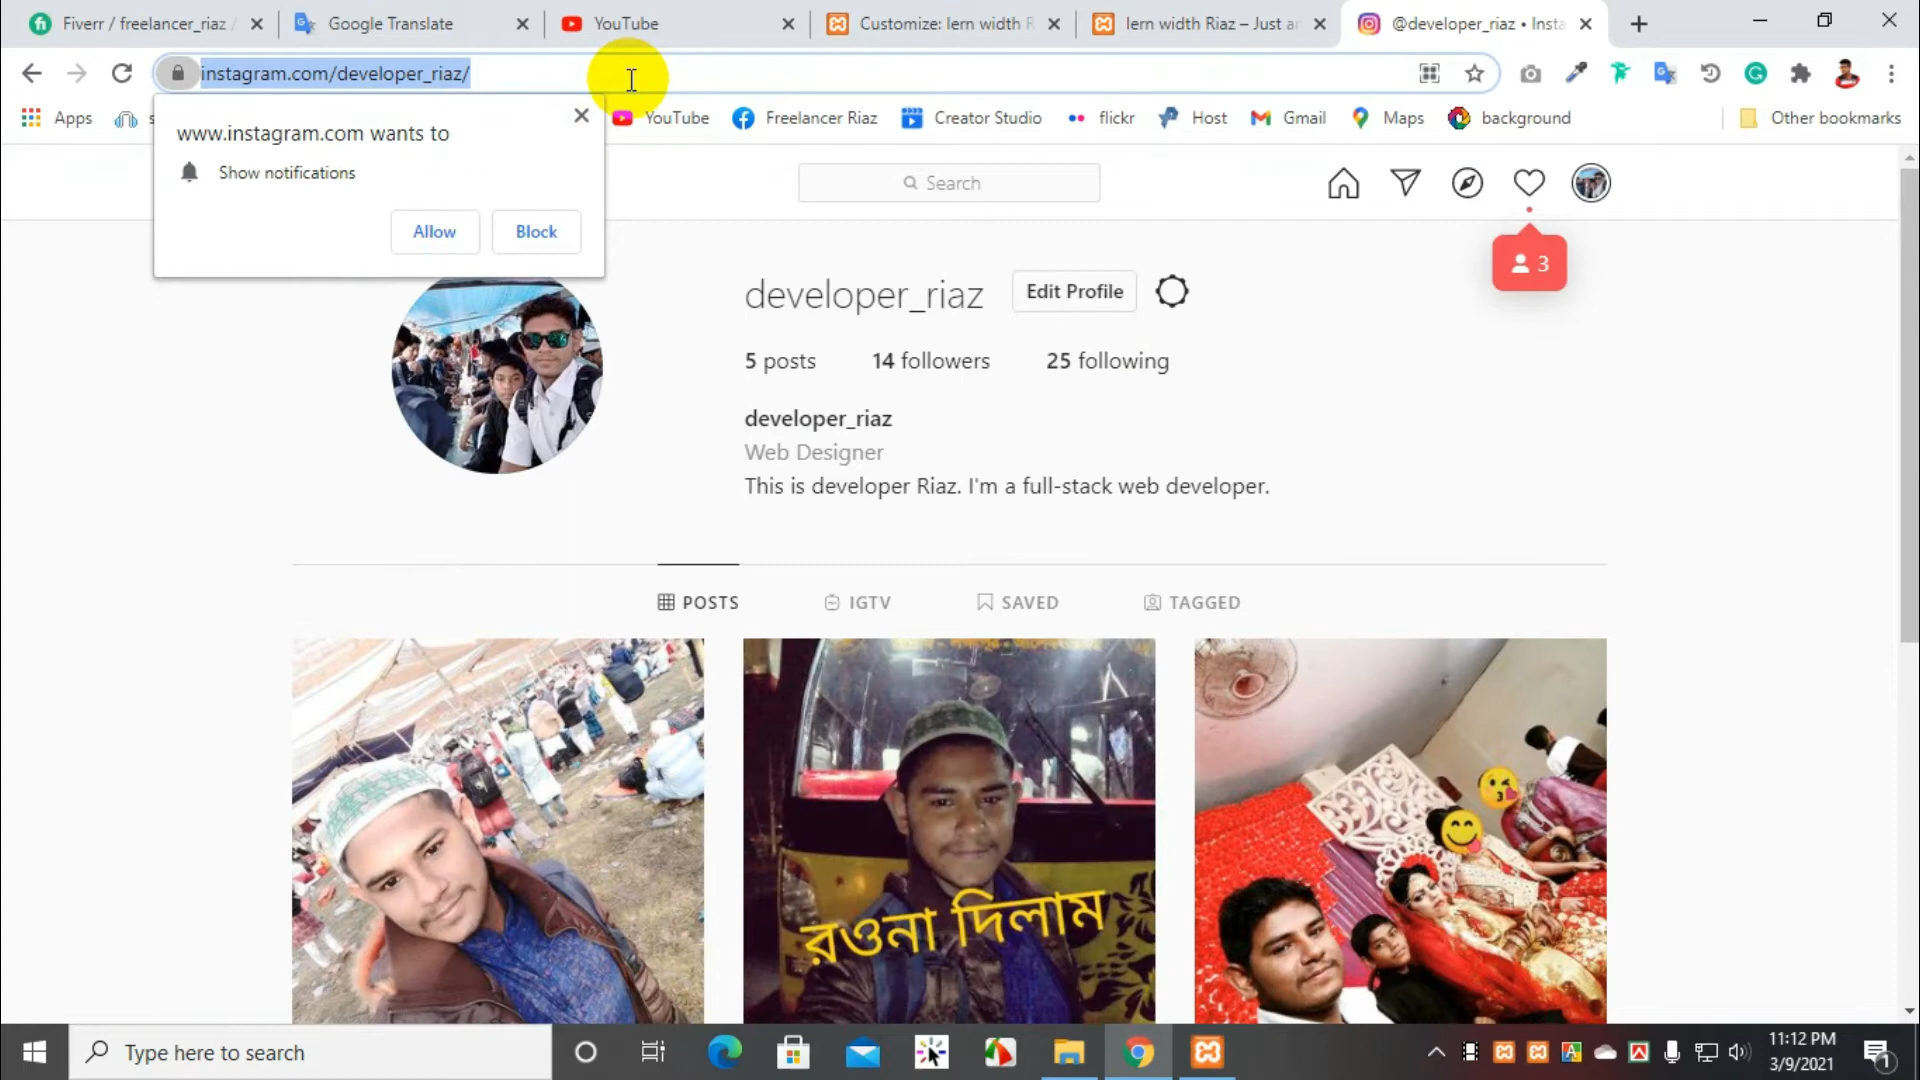 Fiverr / freelancer_riaz /
Google Translate
YouTube
Customize: lern width R
lern width Riaz – Just an
@developer_riaz • Insta
instagram.com/developer_riaz/
Apps
s
YouTube
Freelancer Riaz
Creator Studio
flickr
Host
Gmail
Maps
background
Other bookmarks
www.instagram.com wants to
Show notifications
Allow
Block
Search
3
developer_riaz
Edit Profile
5 posts
14 followers
25 following
developer_riaz
Web Designer
This is developer Riaz. I'm a full-stack web developer.
POSTS
IGTV
SAVED
TAGGED
রওনা দিলাম
Type here to search
11:12 PM
3/9/2021
1